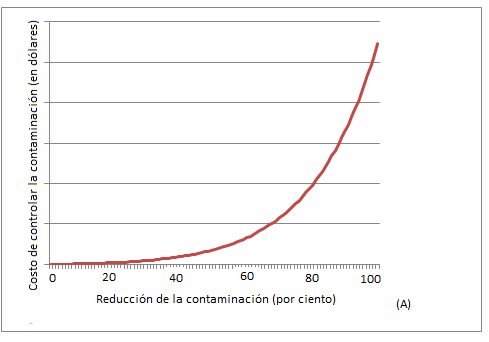 Costo de controlar la contaminación (en dólares)
0 20 40 60 80 100
Reducción de la contaminación (por ciento)
(A)